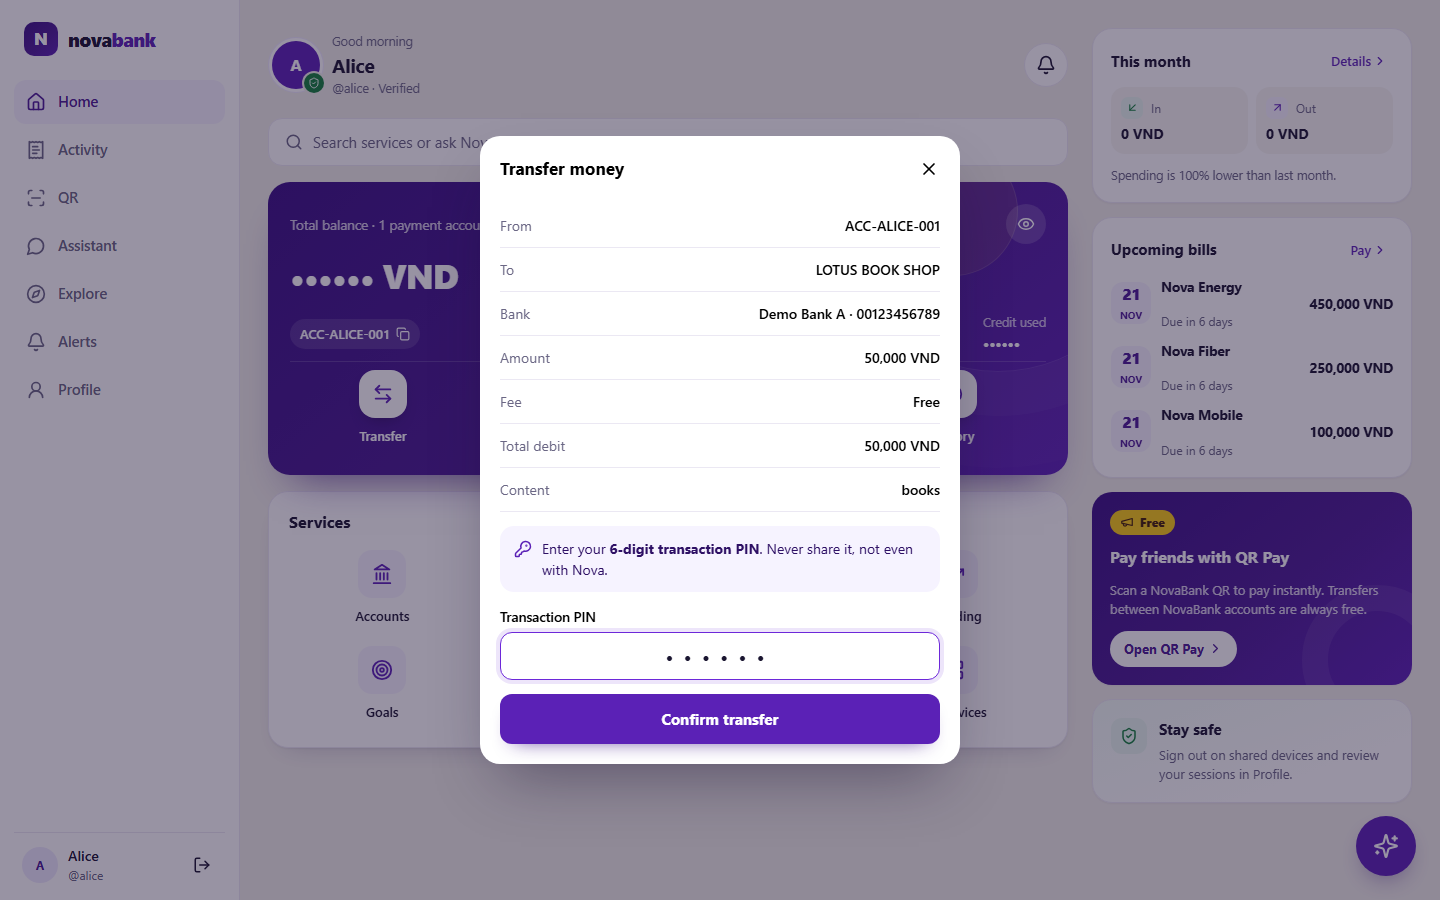 N novabank
Home
Activity
QR
Assistant
Explore
Alerts
Profile
A
Alice
@alice
A
Good morning
Alice
@alice · Verified
Search services or ask Nov
Total balance · 1 payment accou
•••••• VND
ACC-ALICE-001
Credit used
••••••
Transfer
ory
Services
Accounts
Goals
Transfer money
From
ACC-ALICE-001
To
LOTUS BOOK SHOP
Bank
Demo Bank A · 00123456789
Amount
50,000 VND
Fee
Free
Total debit
50,000 VND
Content
books
Enter your 6-digit transaction PIN. Never share it, not even
with Nova.
Transaction PIN
• • • • • •
Confirm transfer
This month
Details
In
0 VND
Out
0 VND
Spending is 100% lower than last month.
Upcoming bills
Pay
21
NOV
Nova Energy
Due in 6 days
450,000 VND
21
NOV
Nova Fiber
Due in 6 days
250,000 VND
21
NOV
Nova Mobile
Due in 6 days
100,000 VND
Free
Pay friends with QR Pay
Scan a NovaBank QR to pay instantly. Transfers
between NovaBank accounts are always free.
Open QR Pay
Stay safe
Sign out on shared devices and review
your sessions in Profile.